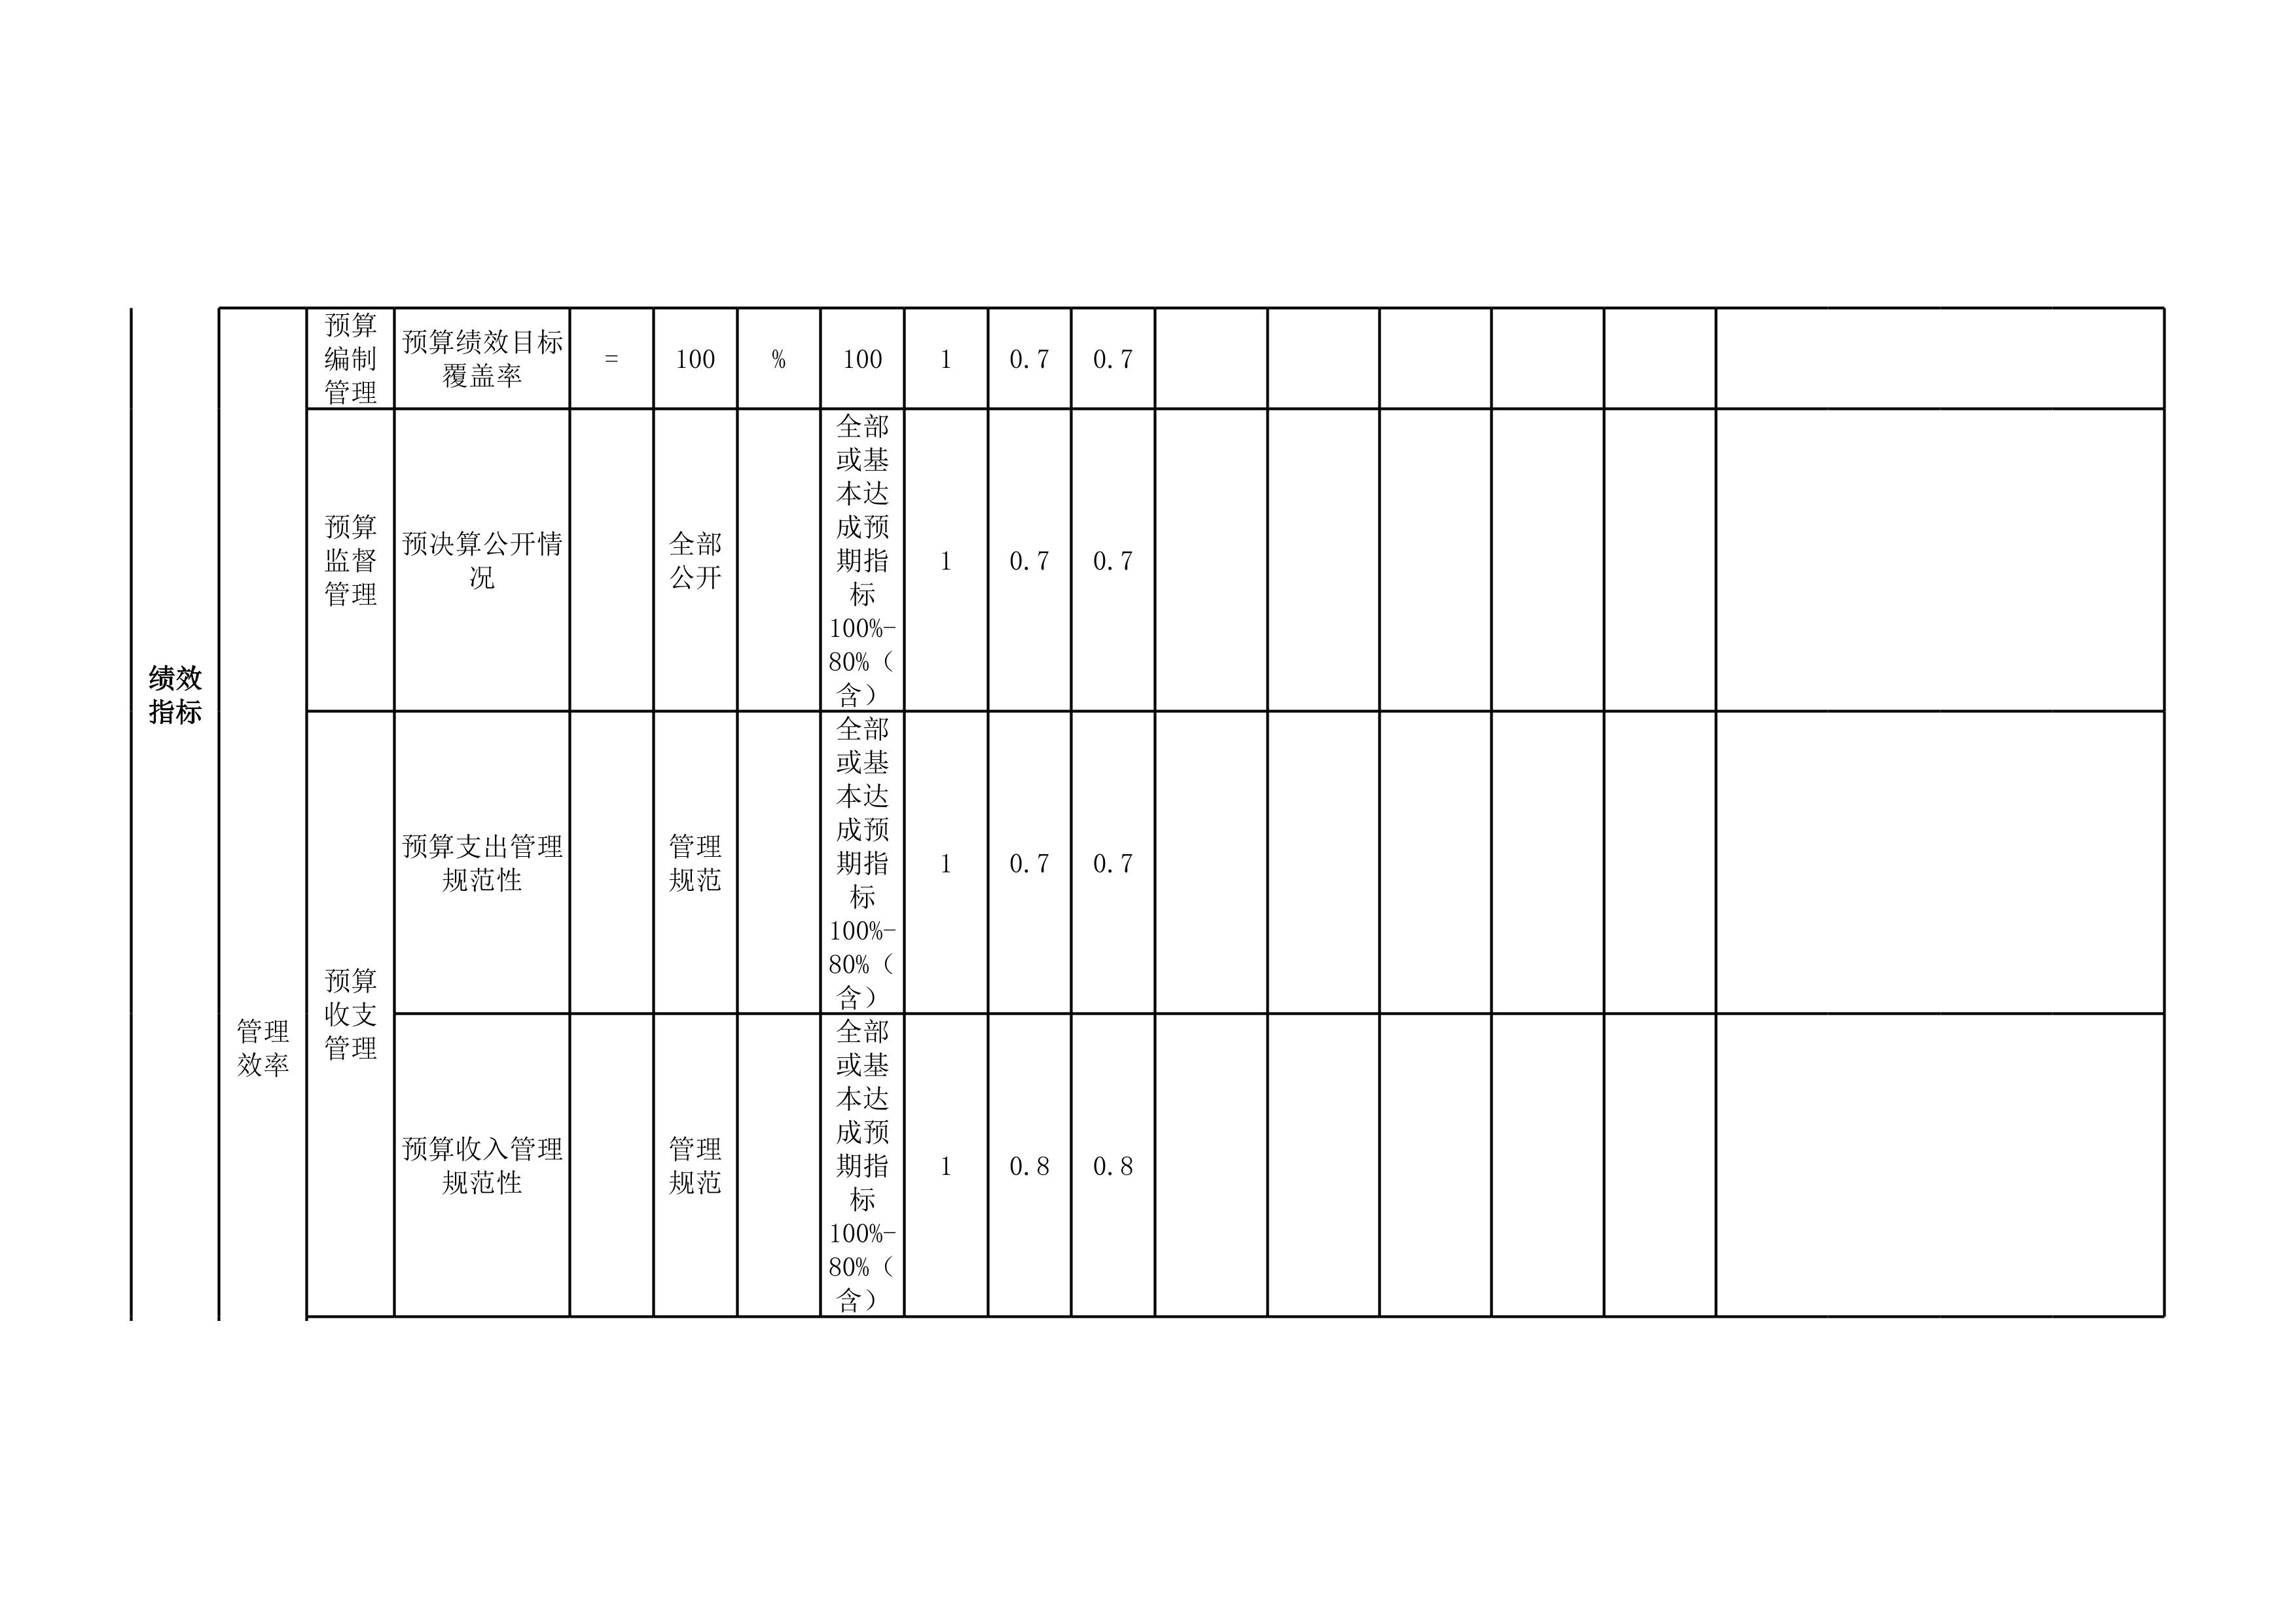 绩效
指标
管理
效率
预算
编制
管理
预算绩效目标
覆盖率
=
100
%
100
1
0.7
0.7
预算
监督
管理
预决算公开情
况
全部
公开
全部
或基
本达
成预
期指
标
100%-
80%（
含）
1
0.7
0.7
预算
收支
管理
预算支出管理
规范性
管理
规范
全部
或基
本达
成预
期指
标
100%-
80%（
含）
1
0.7
0.7
预算收入管理
规范性
管理
规范
全部
或基
本达
成预
期指
标
100%-
80%（
含）
1
0.8
0.8